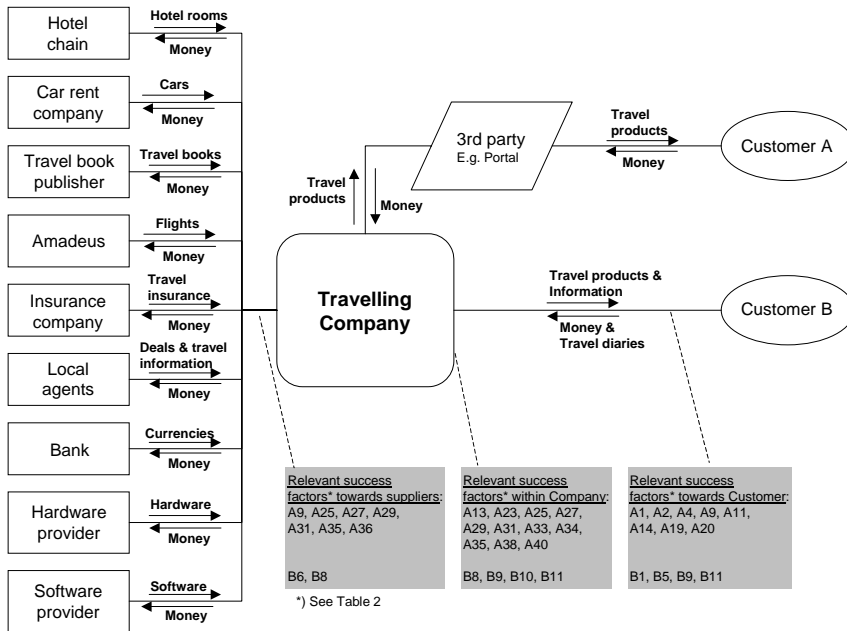 Hotel
chain
Hotel rooms
Money
Car rent
company
Cars
Money
Travel book
publisher
Travel books
Money
Amadeus
Flights
Money
Insurance
company
Travel
insurance
Money
Local
agents
Deals & travel
information
Money
Bank
Currencies
Money
Hardware
provider
Hardware
Money
Software
provider
Software
Money
Travelling
Company
Travel
products
Money
3rd party
E.g. Portal
Travel
products
Money
Customer A
Travel products &
Information
Money &
Travel diaries
Customer B
Relevant success
factors* towards suppliers:
A9, A25, A27, A29,
A31, A35, A36
B6, B8
Relevant success
factors* within Company:
A13, A23, A25, A27,
A29, A31, A33, A34,
A35, A38, A40
B8, B9, B10, B11
Relevant success
factors* towards Customer:
A1, A2, A4, A9, A11,
A14, A19, A20
B1, B5, B9, B11
*) See Table 2